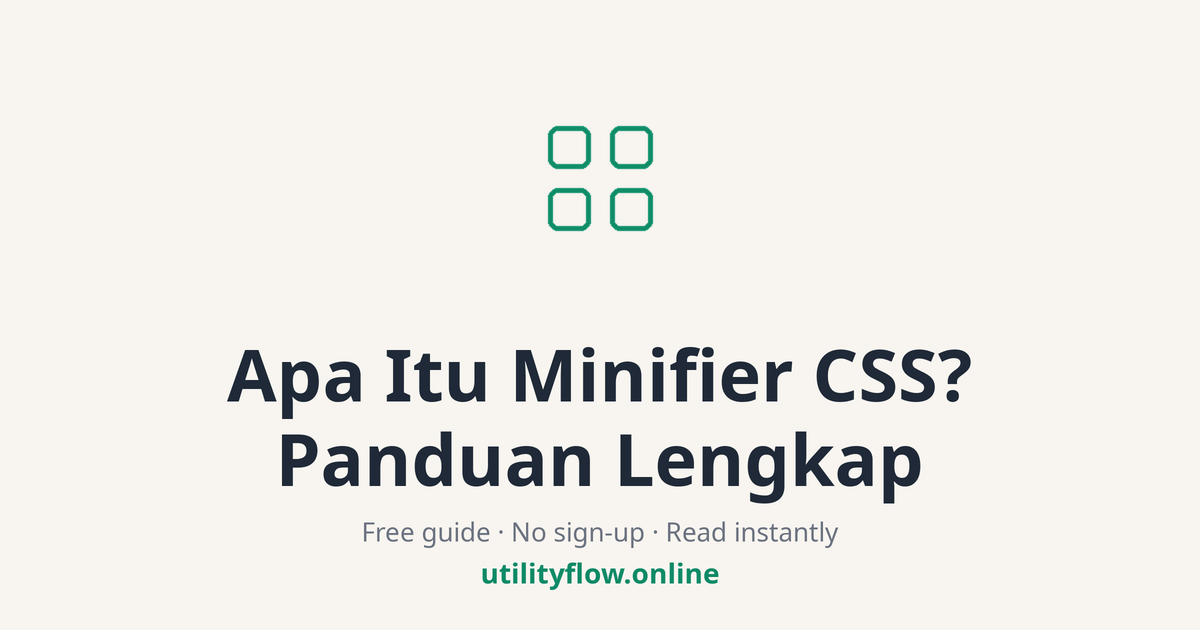 Apa Itu Minifier CSS?
Panduan Lengkap
Free guide · No sign-up · Read instantly
utilityflow.online